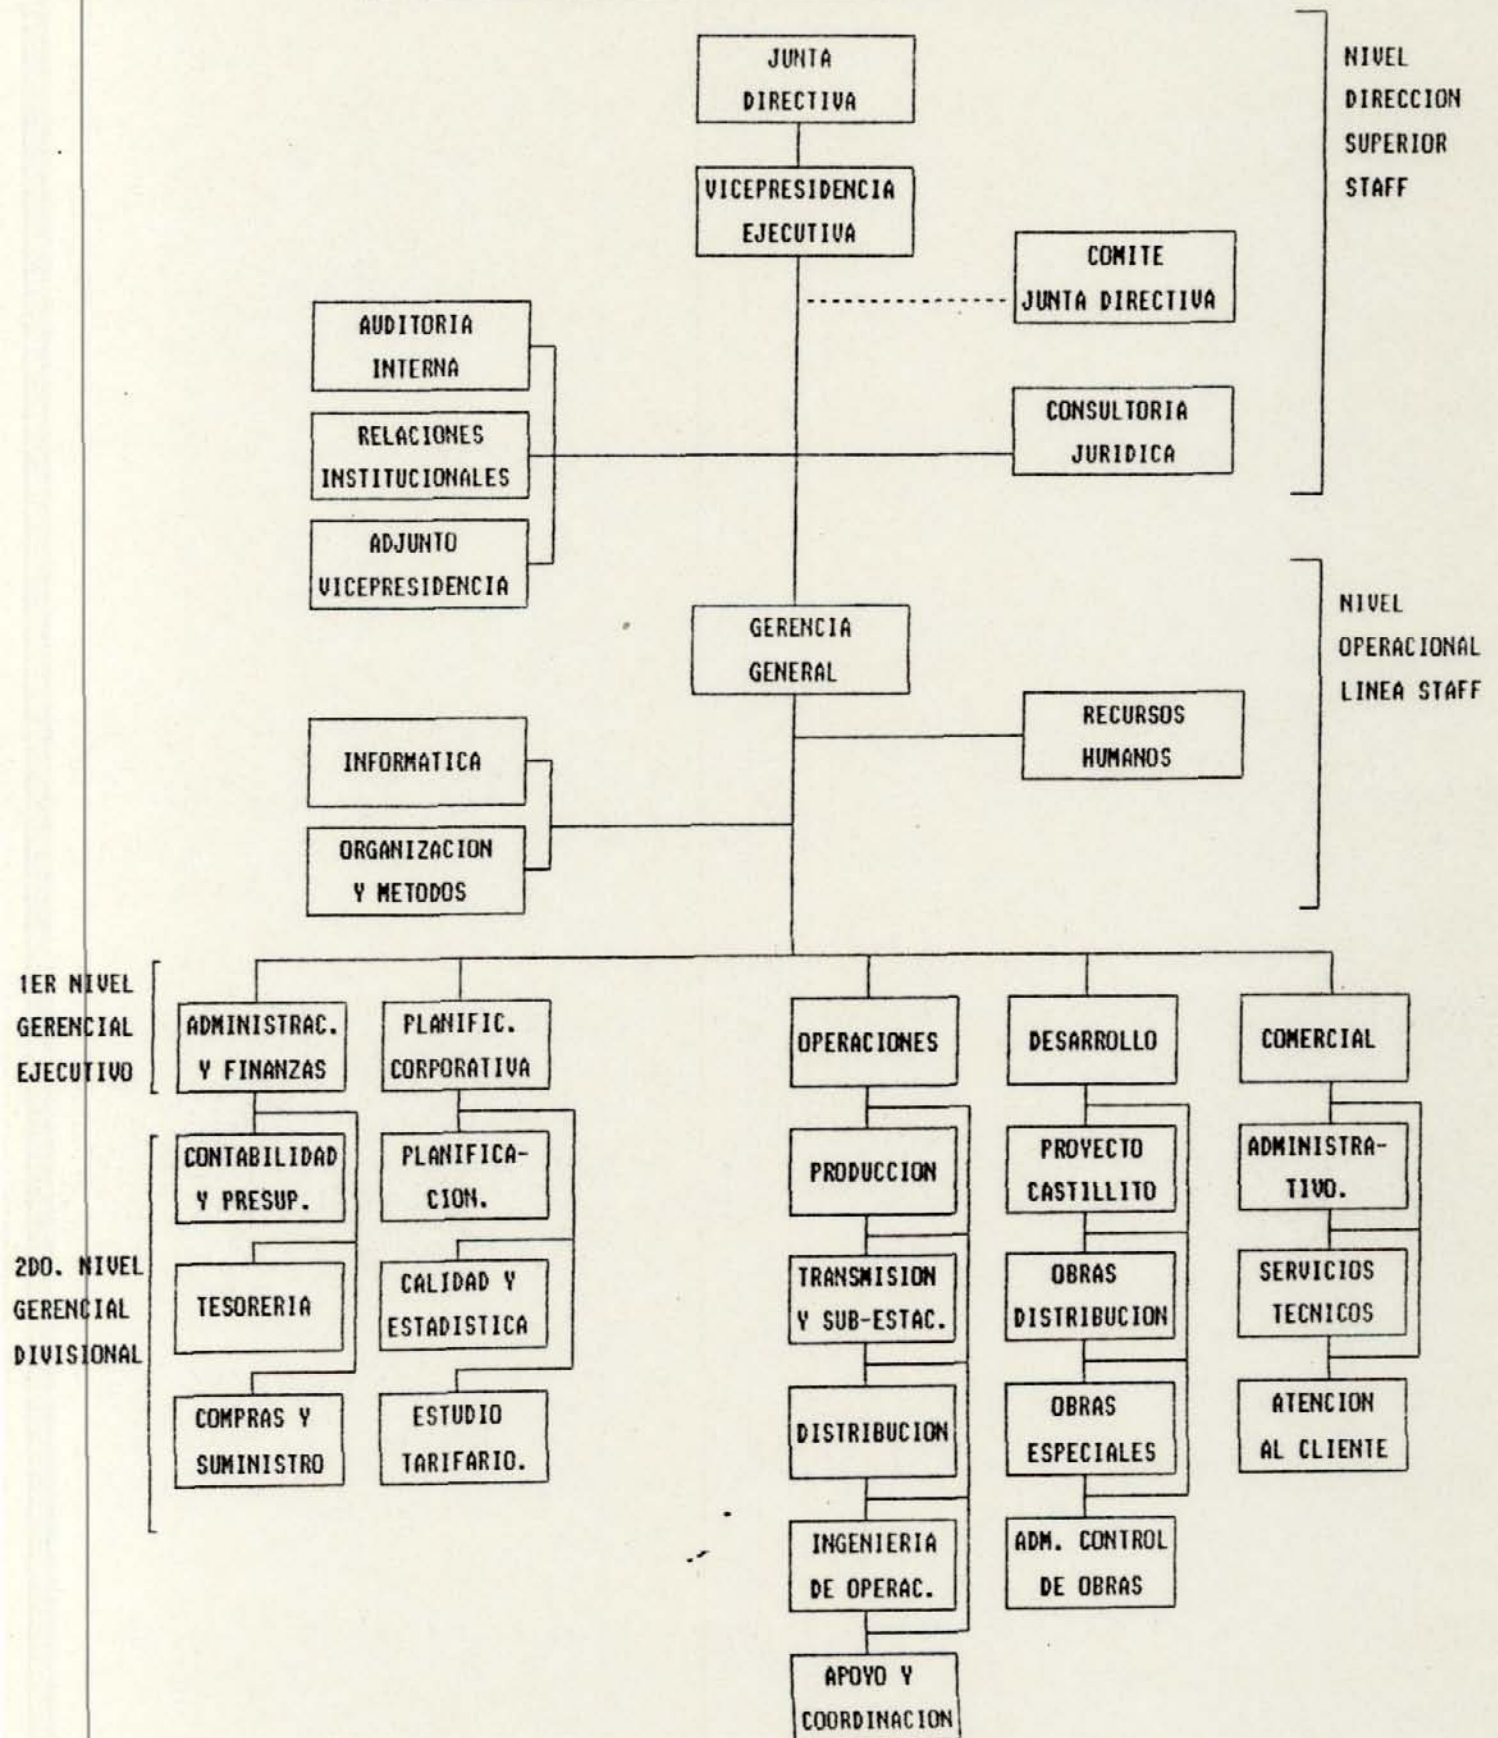 JUNTA
DIRECTIVA
NIVEL
DIRECCION
SUPERIOR
STAFF
VICEPRESIDENCIA
EJECUTIVA
COMITE
JUNTA DIRECTIVA
AUDITORIA
INTERNA
RELACIONES
INSTITUCIONALES
CONSULTORIA
JURIDICA
ADJUNTO
VICEPRESIDENCIA
GERENCIA
GENERAL
NIVEL
OPERACIONAL
LINEA STAFF
RECURSOS
HUMANOS
INFORMATICA
ORGANIZACION
Y METODOS
1ER NIVEL
GERENCIAL
EJECUTIVO
ADMINISTRAC.
Y FINANZAS
PLANIFIC.
CORPORATIVA
OPERACIONES
DESARROLLO
COMERCIAL
2DO. NIVEL
GERENCIAL
DIVISIONAL
CONTABILIDAD
Y PRESUP.
TESORERIA
COMPRAS Y
SUMINISTRO
PLANIFICA-
CION.
CALIDAD Y
ESTADISTICA
ESTUDIO
TARIFARIO.
PRODUCCION
TRANSMISION
Y SUB-ESTAC.
DISTRIBUCION
INGENIERIA
DE OPERAC.
APOYO Y
COORDINACION
PROYECTO
CASTILLITO
OBRAS
DISTRIBUCION
OBRAS
ESPECIALES
ADM. CONTROL
DE OBRAS
ADMINISTRA-
TIVO.
SERVICIOS
TECNICOS
ATENCION
AL CLIENTE